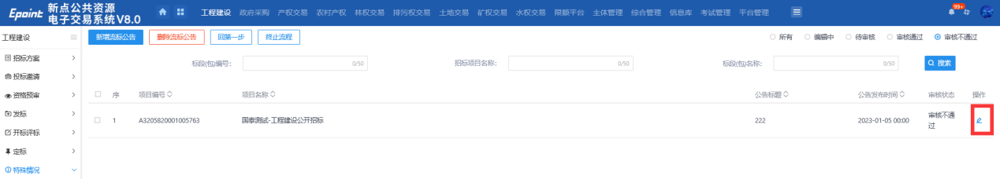 Epoint 新点公共资源
电子交易系统V8.0
工程建设 政府采购 产权交易 农村产权 林权交易 排污权交易 土地交易 矿权交易 水权交易 限额平台 主体管理 综合管理 信息库 考试管理 平台管理
99+
工程建设
新增流标公告 删除流标公告 回第一步 终止流程
所有 编辑中 待审核 审核通过 审核不通过
招标方案
标段(包)编号: 0/50 招标项目名称: 0/50 标段(包)名称: 0/50 搜索
投标邀请
资格预审
序 项目编号 项目名称 公告标题 公告发布时间 审核状态 操作
发标
1 A3205820001005763 国泰测试-工程建设公开招标 222 2023-01-05 00:00 审核不通
过
开标评标
定标
特殊情况